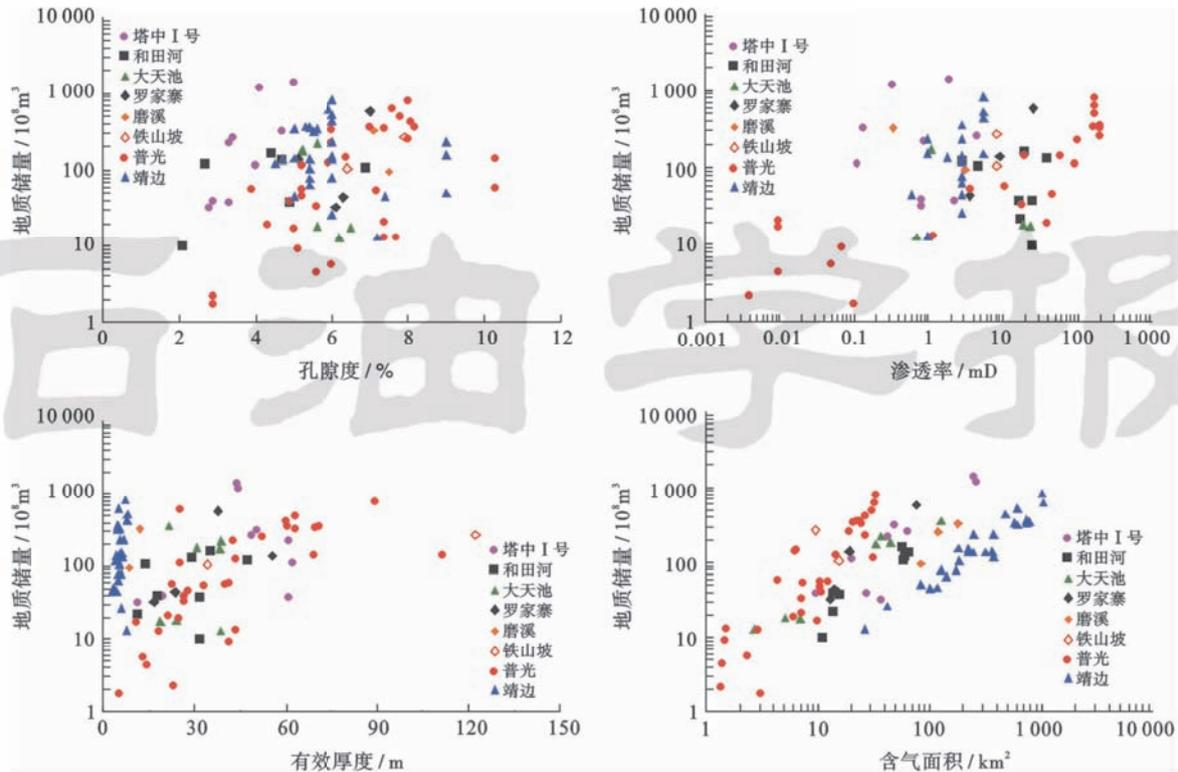 10 000
1 000
100
10
1
地质储量 / 10⁸m³
塔中Ⅰ号
和田河
大天池
罗家寨
磨溪
铁山坡
普光
靖边
0 2 4 6 8 10 12
孔隙度 / %
10 000
1 000
100
10
1
地质储量 / 10⁸m³
塔中Ⅰ号
和田河
大天池
罗家寨
磨溪
铁山坡
普光
靖边
0.001 0.01 0.1 1 10 100 1 000
渗透率 / mD
10 000
1 000
100
10
1
地质储量 / 10⁸m³
塔中Ⅰ号
和田河
大天池
罗家寨
磨溪
铁山坡
普光
靖边
0 30 60 90 120 150
有效厚度 / m
10 000
1 000
100
10
1
地质储量 / 10⁸m³
塔中Ⅰ号
和田河
大天池
罗家寨
磨溪
铁山坡
普光
靖边
1 10 100 1 000 10 000
含气面积 / km²
石油学报